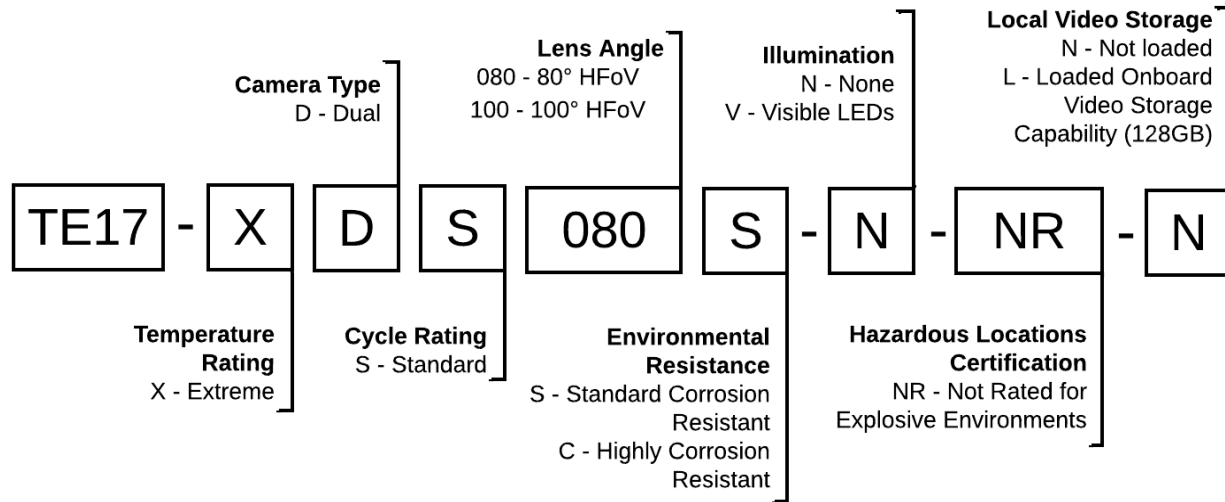 Camera Type
D - Dual
Lens Angle
080 - 80° HFoV
100 - 100° HFoV
Illumination
N - None
V - Visible LEDs
Local Video Storage
N - Not loaded
L - Loaded Onboard
Video Storage
Capability (128GB)
TE17 - X D S 080 S - N - NR - N
Temperature
Rating
X - Extreme
Cycle Rating
S - Standard
Environmental
Resistance
S - Standard Corrosion
Resistant
C - Highly Corrosion
Resistant
Hazardous Locations
Certification
NR - Not Rated for
Explosive Environments